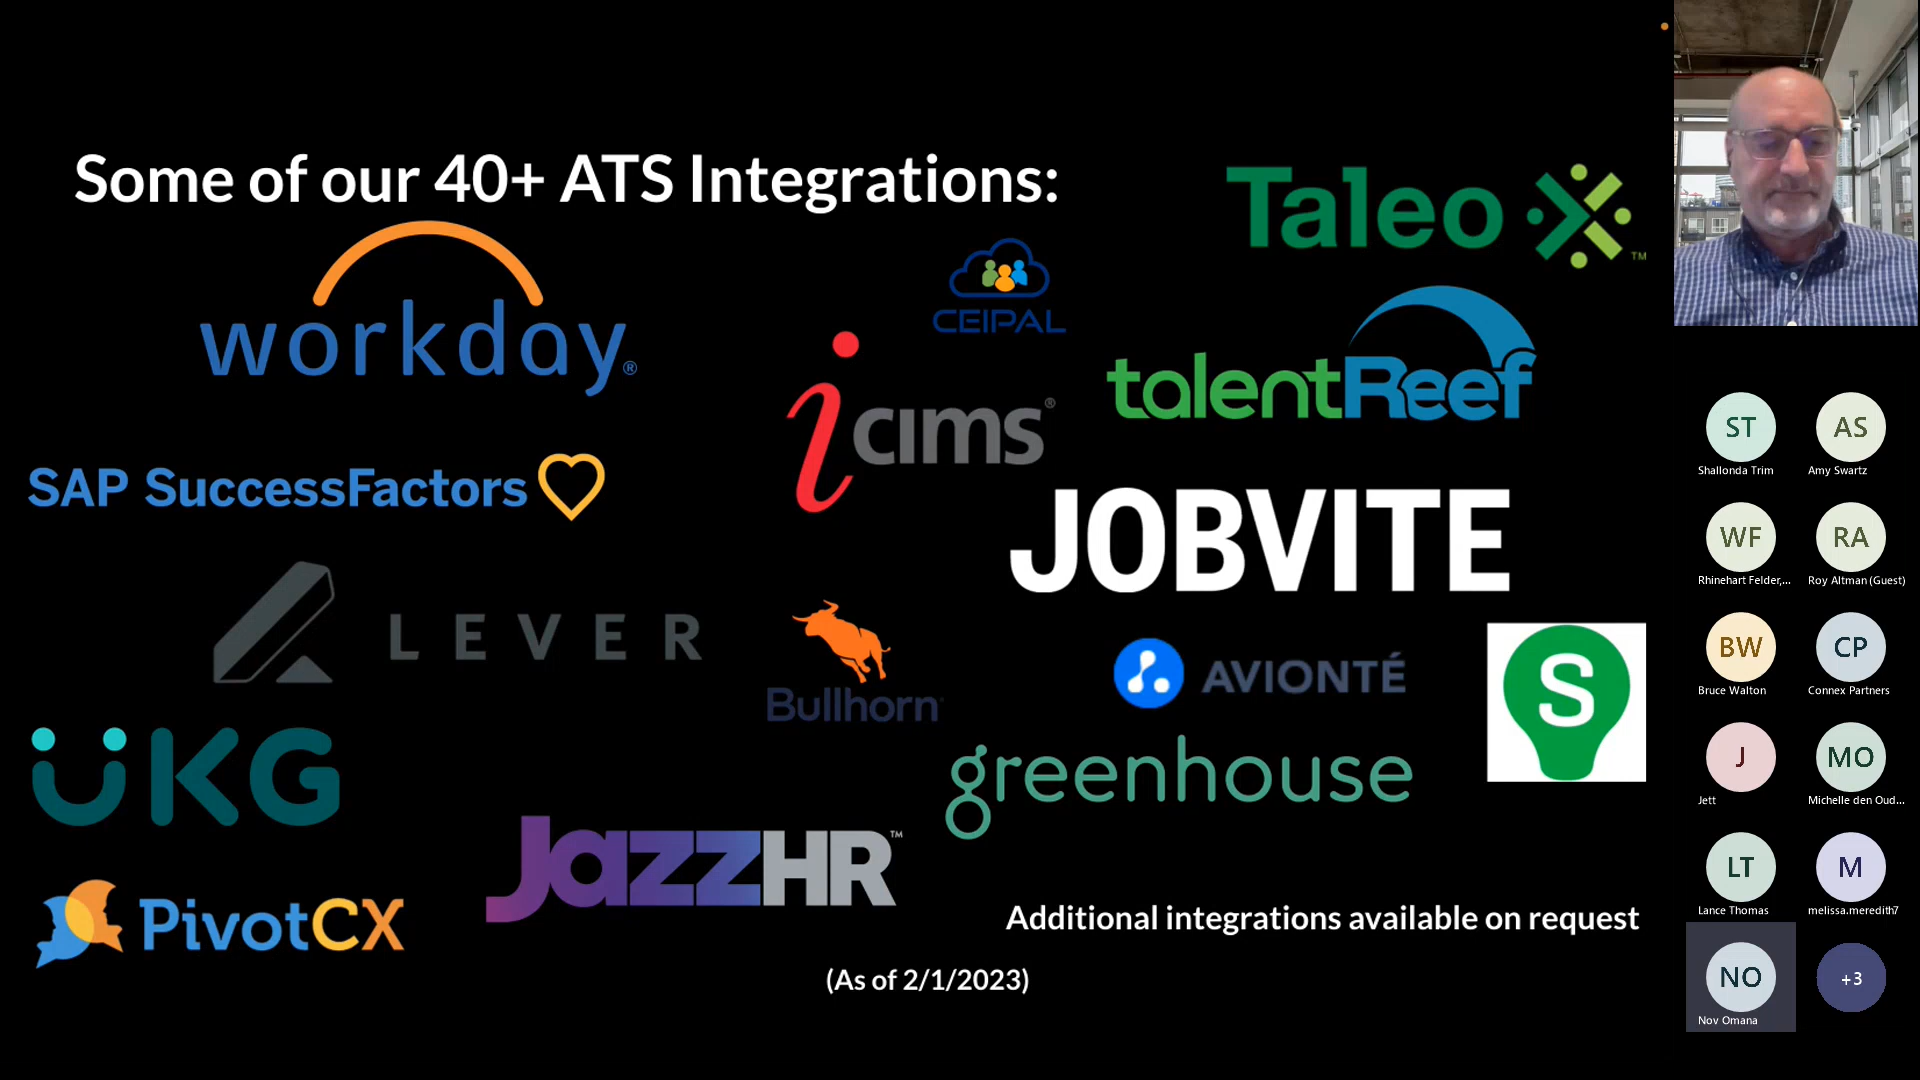 Some of our 40+ ATS Integrations:
Taleo
TM
workday®
CEIPAL
icims®
talentReef
SAP SuccessFactors
JOBVITE
LEVER
Bullhorn
AVIONTÉ
S
UKG
greenhouse
JazzHR™
PivotCX
Additional integrations available on request
(As of 2/1/2023)
ST
AS
Shallonda Trim
Amy Swartz
WF
RA
Rhinehart Felder,...
Roy Altman (Guest)
BW
CP
Bruce Walton
Connex Partners
J
MO
Jett
Michelle den Oud...
LT
M
Lance Thomas
melissa.meredith7
NO
+3
Nov Omana